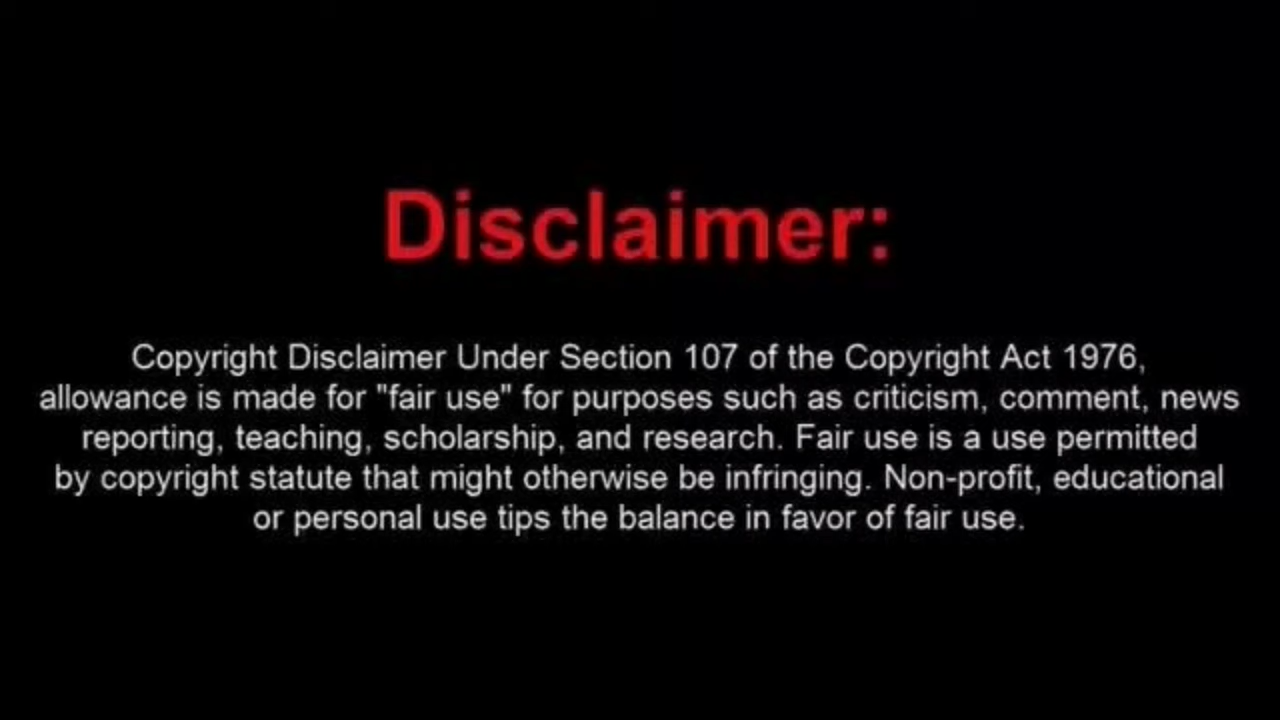 Disclaimer:
Copyright Disclaimer Under Section 107 of the Copyright Act 1976,
allowance is made for "fair use" for purposes such as criticism, comment, news
reporting, teaching, scholarship, and research. Fair use is a use permitted
by copyright statute that might otherwise be infringing. Non-profit, educational
or personal use tips the balance in favor of fair use.